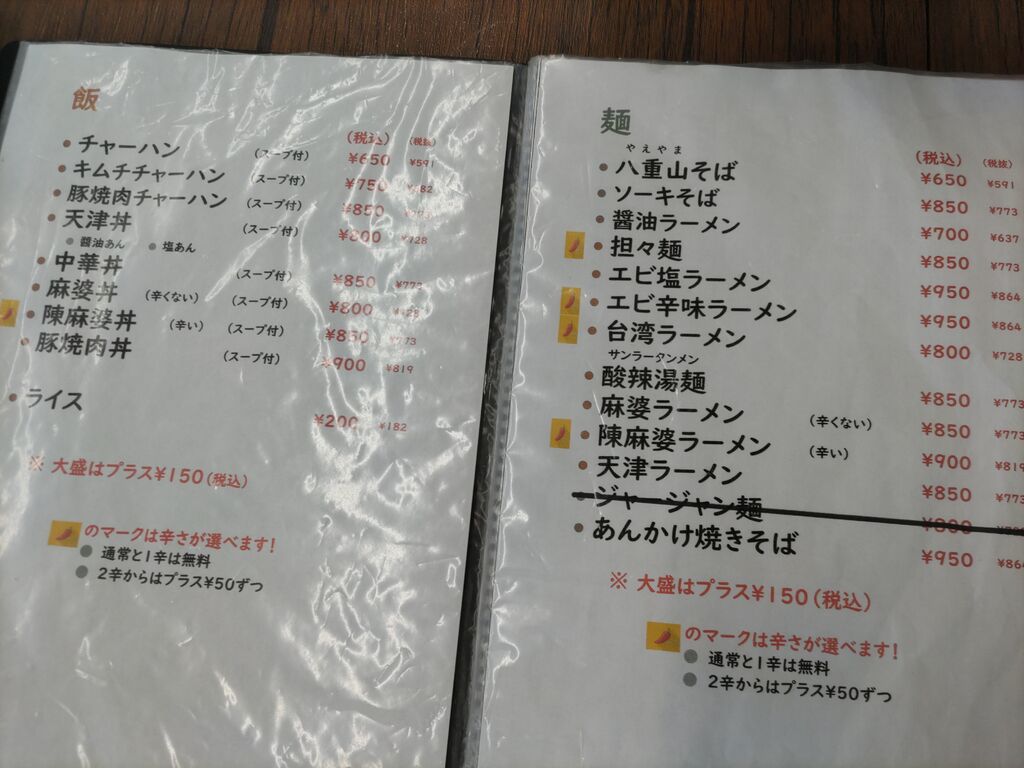 飯
(税込) (税抜)
チャーハン (スープ付) ¥650 ¥591
キムチチャーハン (スープ付) ¥750
豚焼肉チャーハン (スープ付) ¥850 ¥773
天津丼 (スープ付) ¥800 ¥728
醤油あん 塩あん
中華丼 (スープ付) ¥850 ¥773
麻婆丼 (辛くない) (スープ付) ¥800 ¥728
陳麻婆丼 (辛い) (スープ付) ¥850 ¥773
豚焼肉丼 (スープ付) ¥900 ¥819
ライス ¥200 ¥182
※ 大盛はプラス¥150(税込)
のマークは辛さが選べます!
通常と1辛は無料
2辛からはプラス¥50ずつ
麺
(税込) (税抜)
やえやま
八重山そば ¥650 ¥591
ソーキそば ¥850 ¥773
醤油ラーメン ¥700 ¥637
担々麺 ¥850 ¥773
エビ塩ラーメン ¥950 ¥864
エビ辛味ラーメン ¥950 ¥864
台湾ラーメン ¥800 ¥728
サンラータンメン
酸辣湯麺 ¥850 ¥773
麻婆ラーメン (辛くない) ¥850 ¥773
陳麻婆ラーメン (辛い) ¥900 ¥819
天津ラーメン ¥850 ¥773
ジャージャン麺 ¥800
あんかけ焼きそば ¥950 ¥864
※ 大盛はプラス¥150(税込)
のマークは辛さが選べます!
通常と1辛は無料
2辛からはプラス¥50ずつ